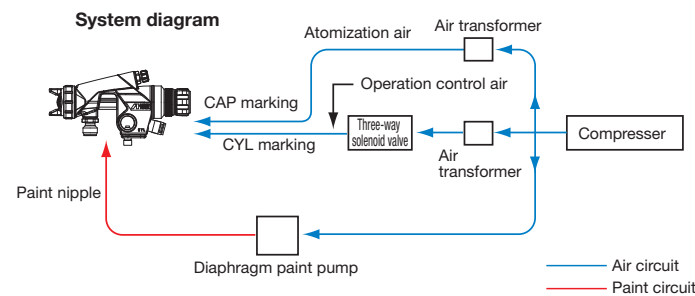 System diagram
Atomization air
Air transformer
Operation control air
CAP marking
CYL marking
Three-way
solenoid valve
Air
transformer
Compresser
Paint nipple
Diaphragm paint pump
Air circuit
Paint circuit